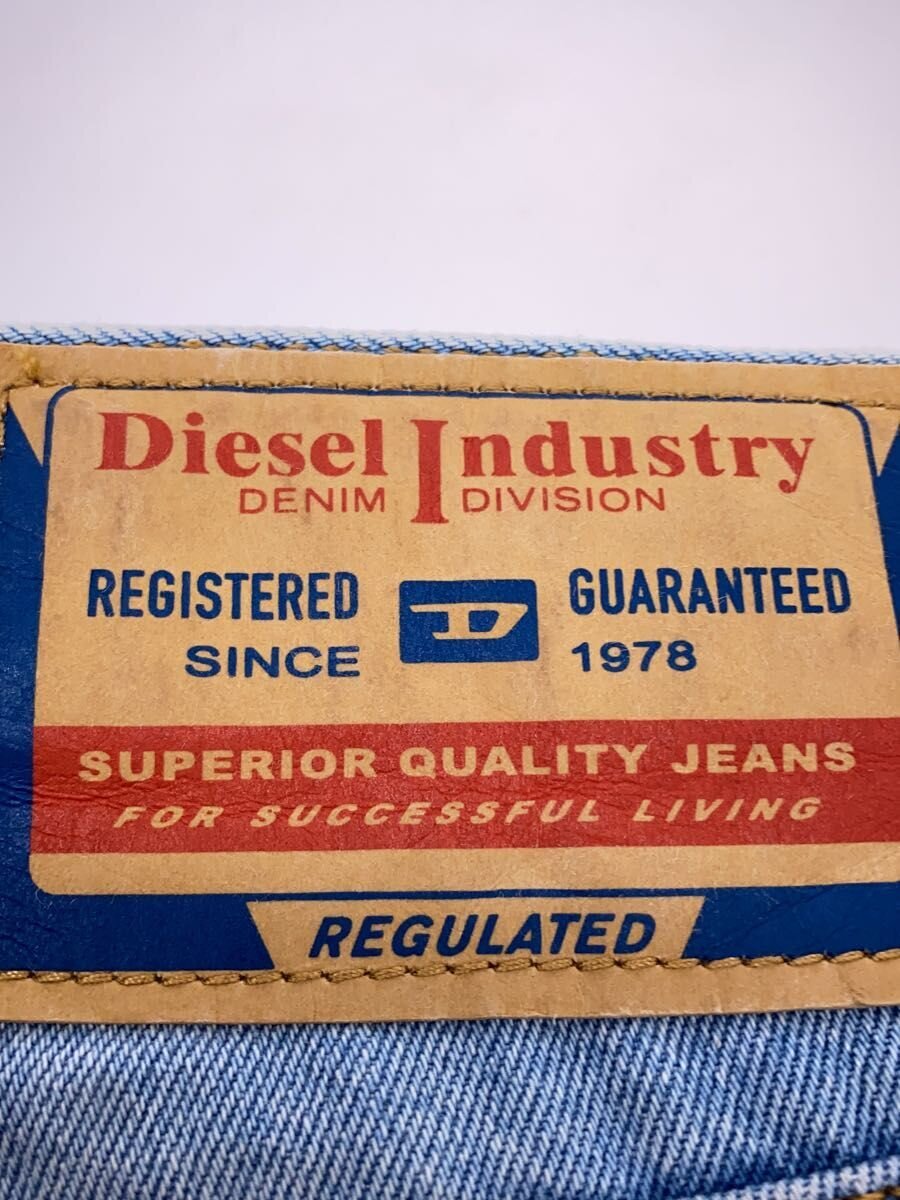 Diesel Industry
DENIM DIVISION
REGISTERED D GUARANTEED
SINCE 1978
SUPERIOR QUALITY JEANS
FOR SUCCESSFUL LIVING
REGULATED